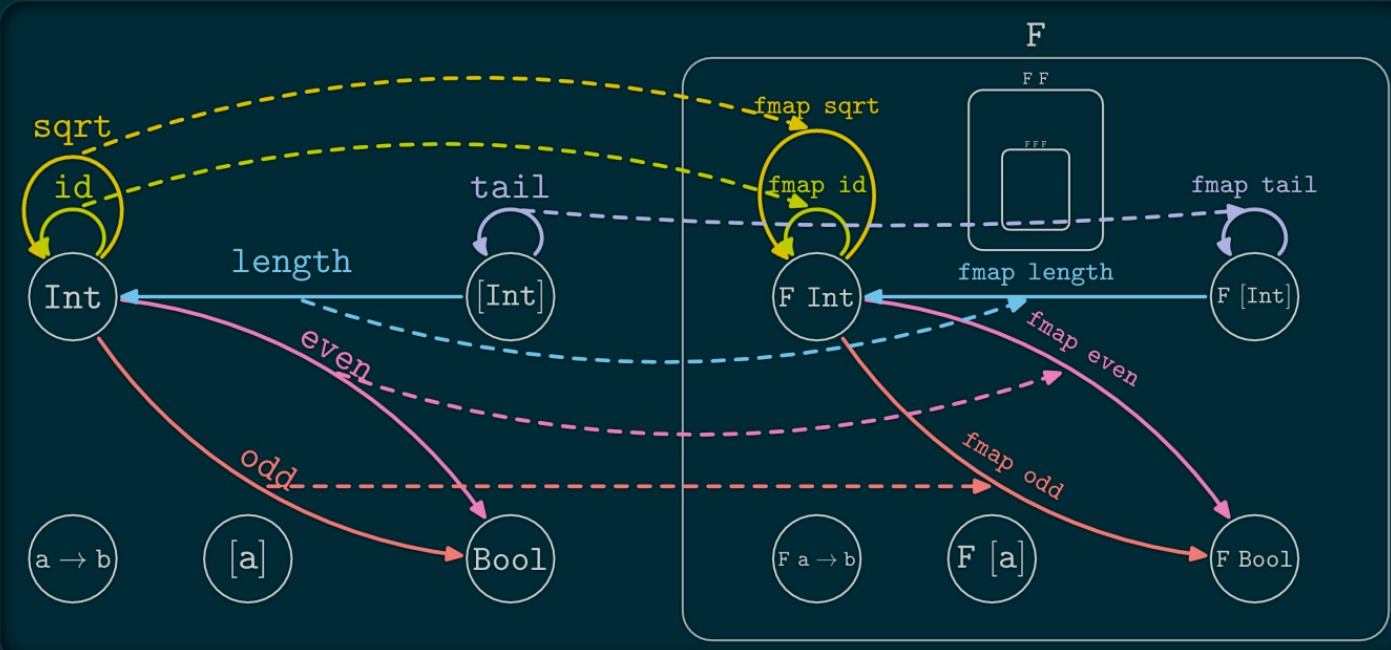 F
F F
fmap sqrt
sqrt
F F F
id
tail
fmap id
fmap tail
length
fmap length
Int
[Int]
F Int
F [Int]
even
fmap even
odd
fmap odd
a → b
[a]
Bool
F a → b
F [a]
F Bool